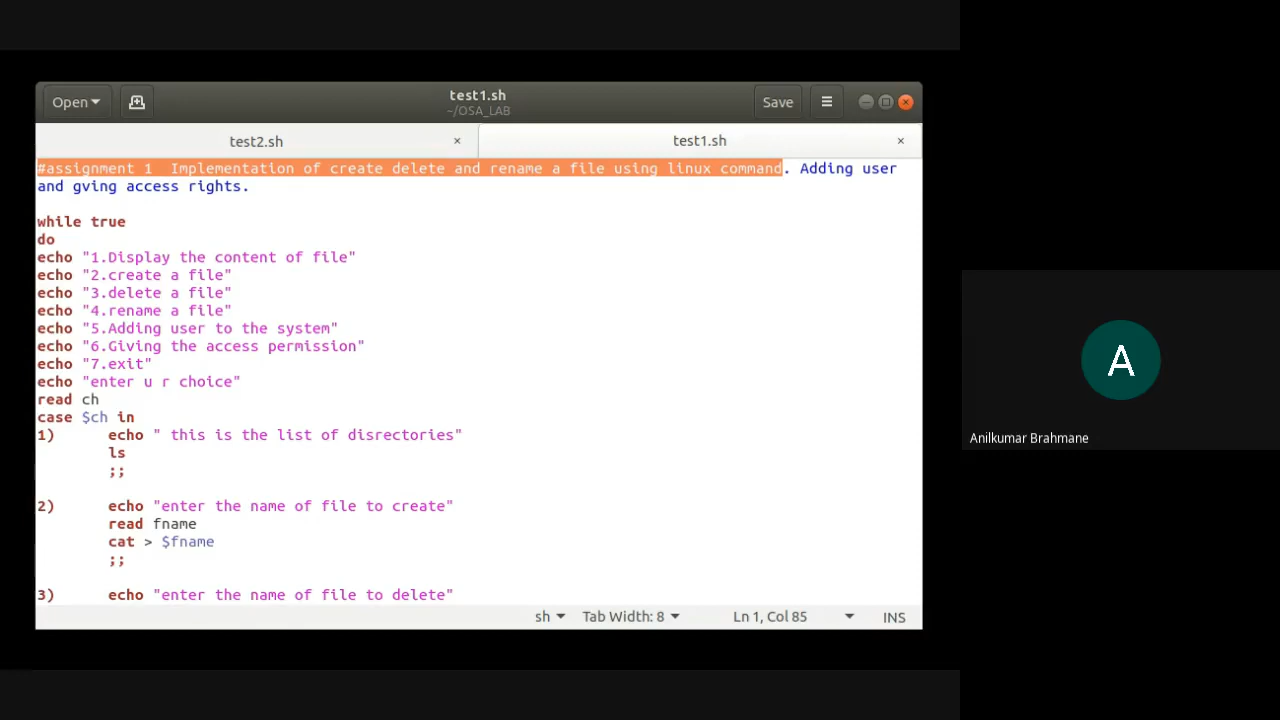 Open
test1.sh
~/OSA_LAB
Save
test2.sh
test1.sh
#assignment 1  Implementation of create delete and rename a file using linux command. Adding user
and gving access rights.
while true
do
echo "1.Display the content of file"
echo "2.create a file"
echo "3.delete a file"
echo "4.rename a file"
echo "5.Adding user to the system"
echo "6.Giving the access permission"
echo "7.exit"
echo "enter u r choice"
read ch
case $ch in
1)      echo " this is the list of disrectories"
ls
;;
2)      echo "enter the name of file to create"
read fname
cat > $fname
;;
3)      echo "enter the name of file to delete"
sh Tab Width: 8 Ln 1, Col 85 INS
A
Anilkumar Brahmane